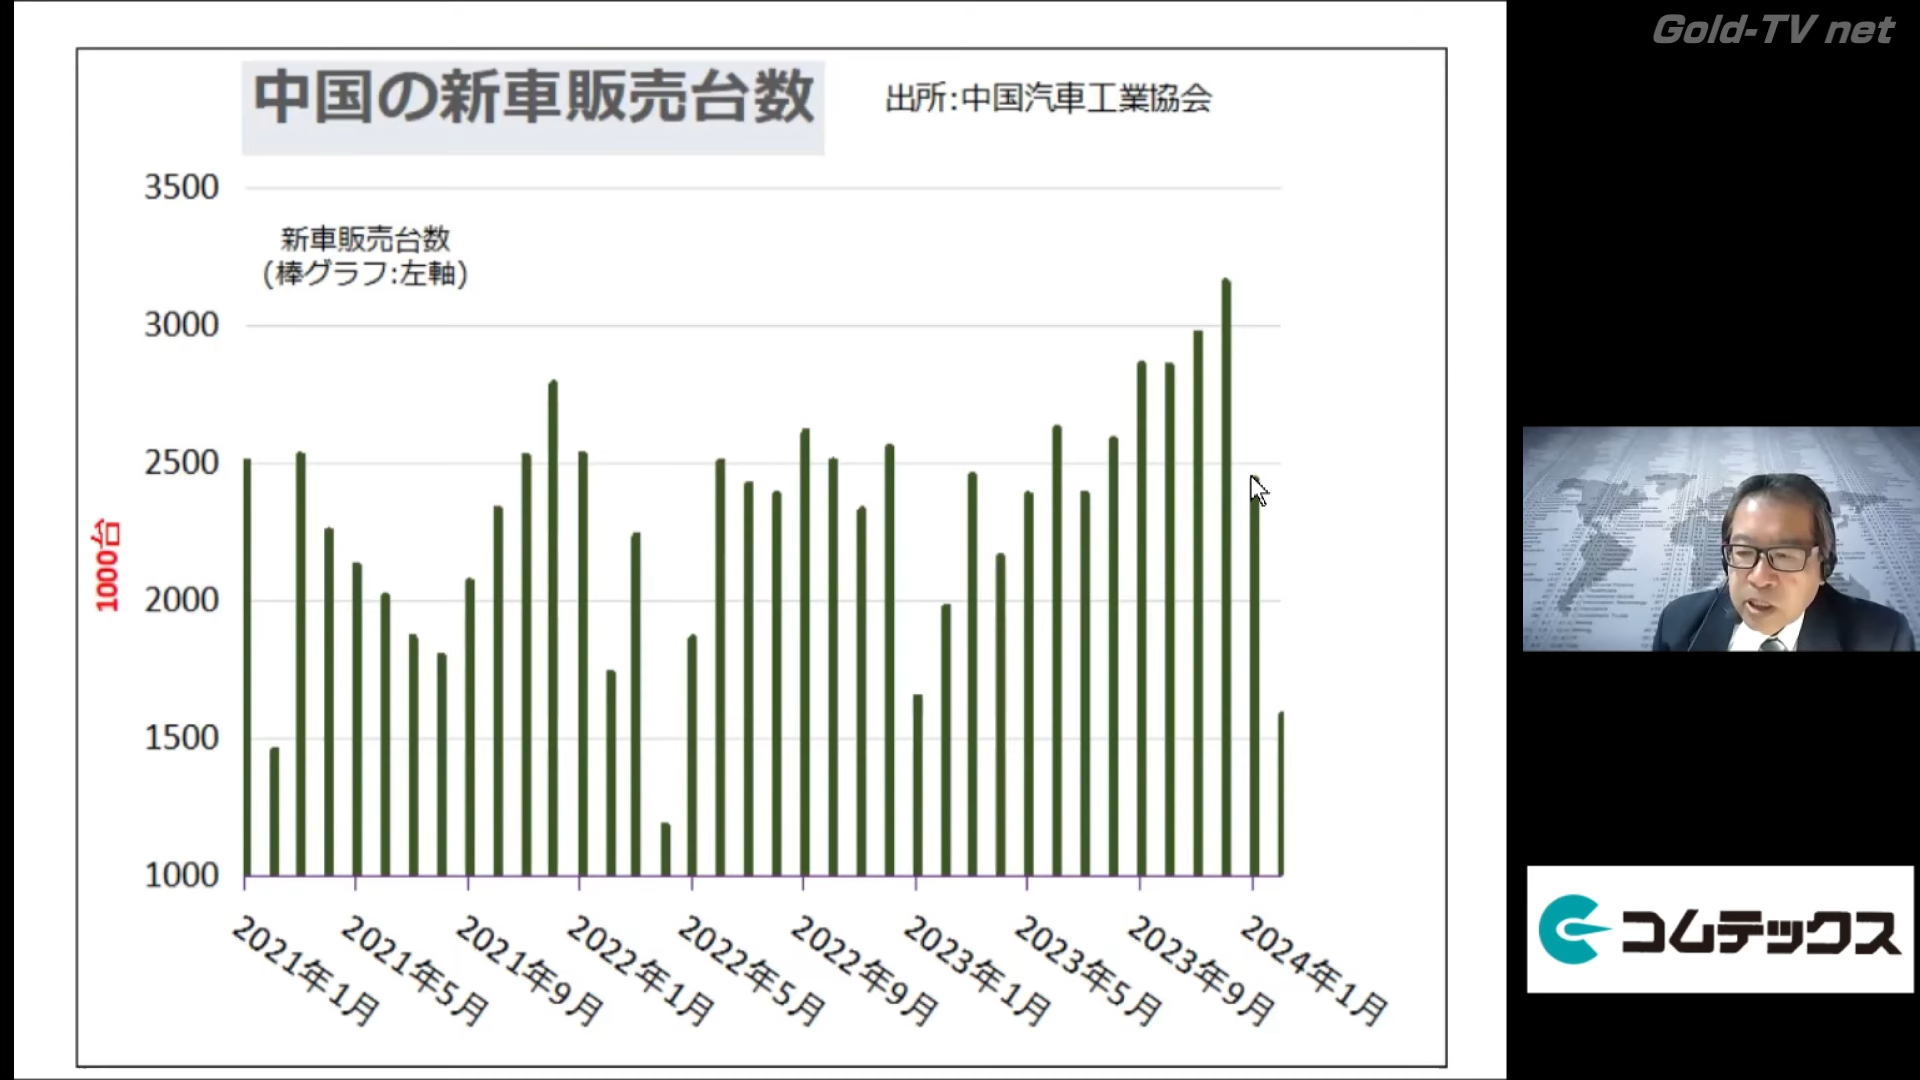 Gold-TV net
中国の新車販売台数
出所:中国汽車工業協会
3500
新車販売台数
(棒グラフ:左軸)
3000
2500
1000台
2000
1500
1000
2021年1月
2021年5月
2021年9月
2022年1月
2022年5月
2022年9月
2023年1月
2023年5月
2023年9月
2024年1月
コムテックス